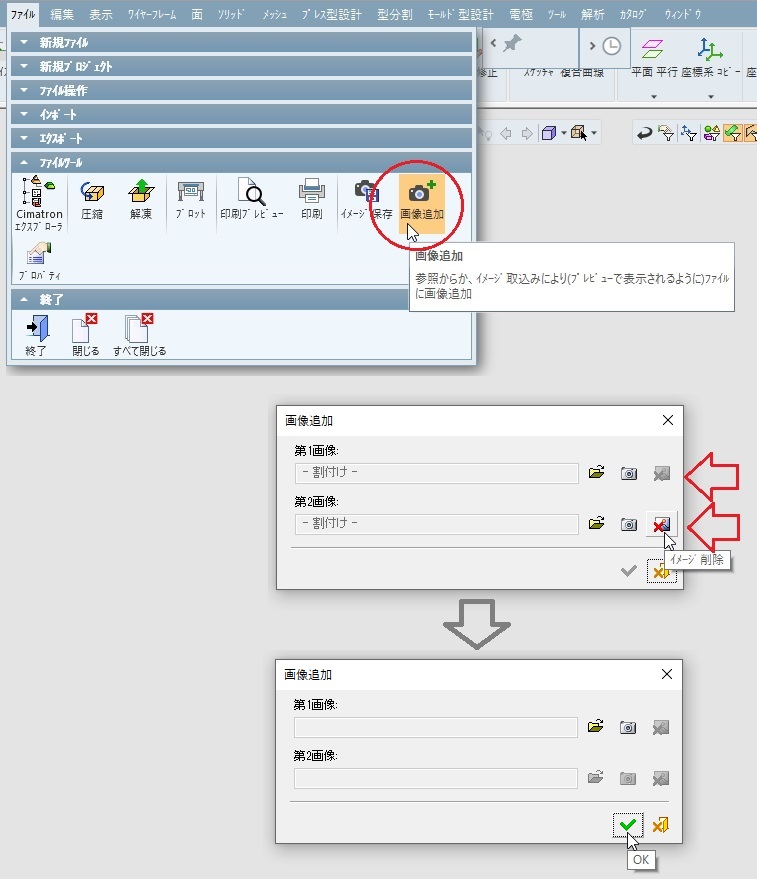 ファイル 編集 表示 ワイヤーフレーム 面 ソリッド メッシュ プレス型設計 型分割 モールド型設計 電極 ツール 解析 カタログ ウィンドウ
新規ファイル
新規プロジェクト
ファイル操作
インポート
エクスポート
ファイルツール
スケッチャ 複合曲線 平面 平行 座標系 コピー
Cimatron
エクスプローラ
圧縮 解凍 プロット 印刷プレビュー 印刷 画像追加
プロパティ
画像追加
参照からか、イメージ取込みにより(プレビューで表示されるように)ファイル
に画像追加
終了
終了 閉じる すべて閉じる
画像追加
第1画像:
- 割付け -
第2画像:
- 割付け -
イメージ削除
画像追加
第1画像:
第2画像:
OK